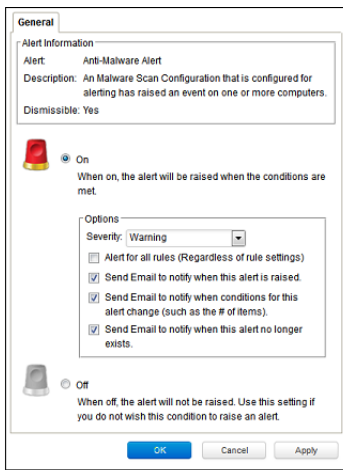 General
Alert Information
Alert: Anti-Malware Alert
Description: An Malware Scan Configuration that is configured for
alerting has raised an event on one or more computers.
Dismissible: Yes
On
When on, the alert will be raised when the conditions are
met.
Options
Severity: Warning
Alert for all rules (Regardless of rule settings)
Send Email to notify when this alert is raised.
Send Email to notify when conditions for this
alert change (such as the # of items).
Send Email to notify when this alert no longer
exists.
Off
When off, the alert will not be raised. Use this setting if
you do not wish this condition to raise an alert.
OK Cancel Apply